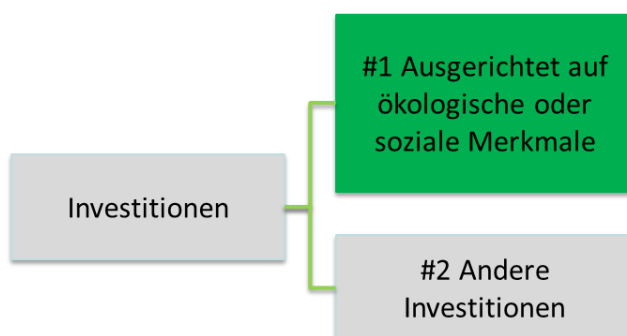 #1 Ausgerichtet auf
ökologische oder
soziale Merkmale
Investitionen
#2 Andere
Investitionen